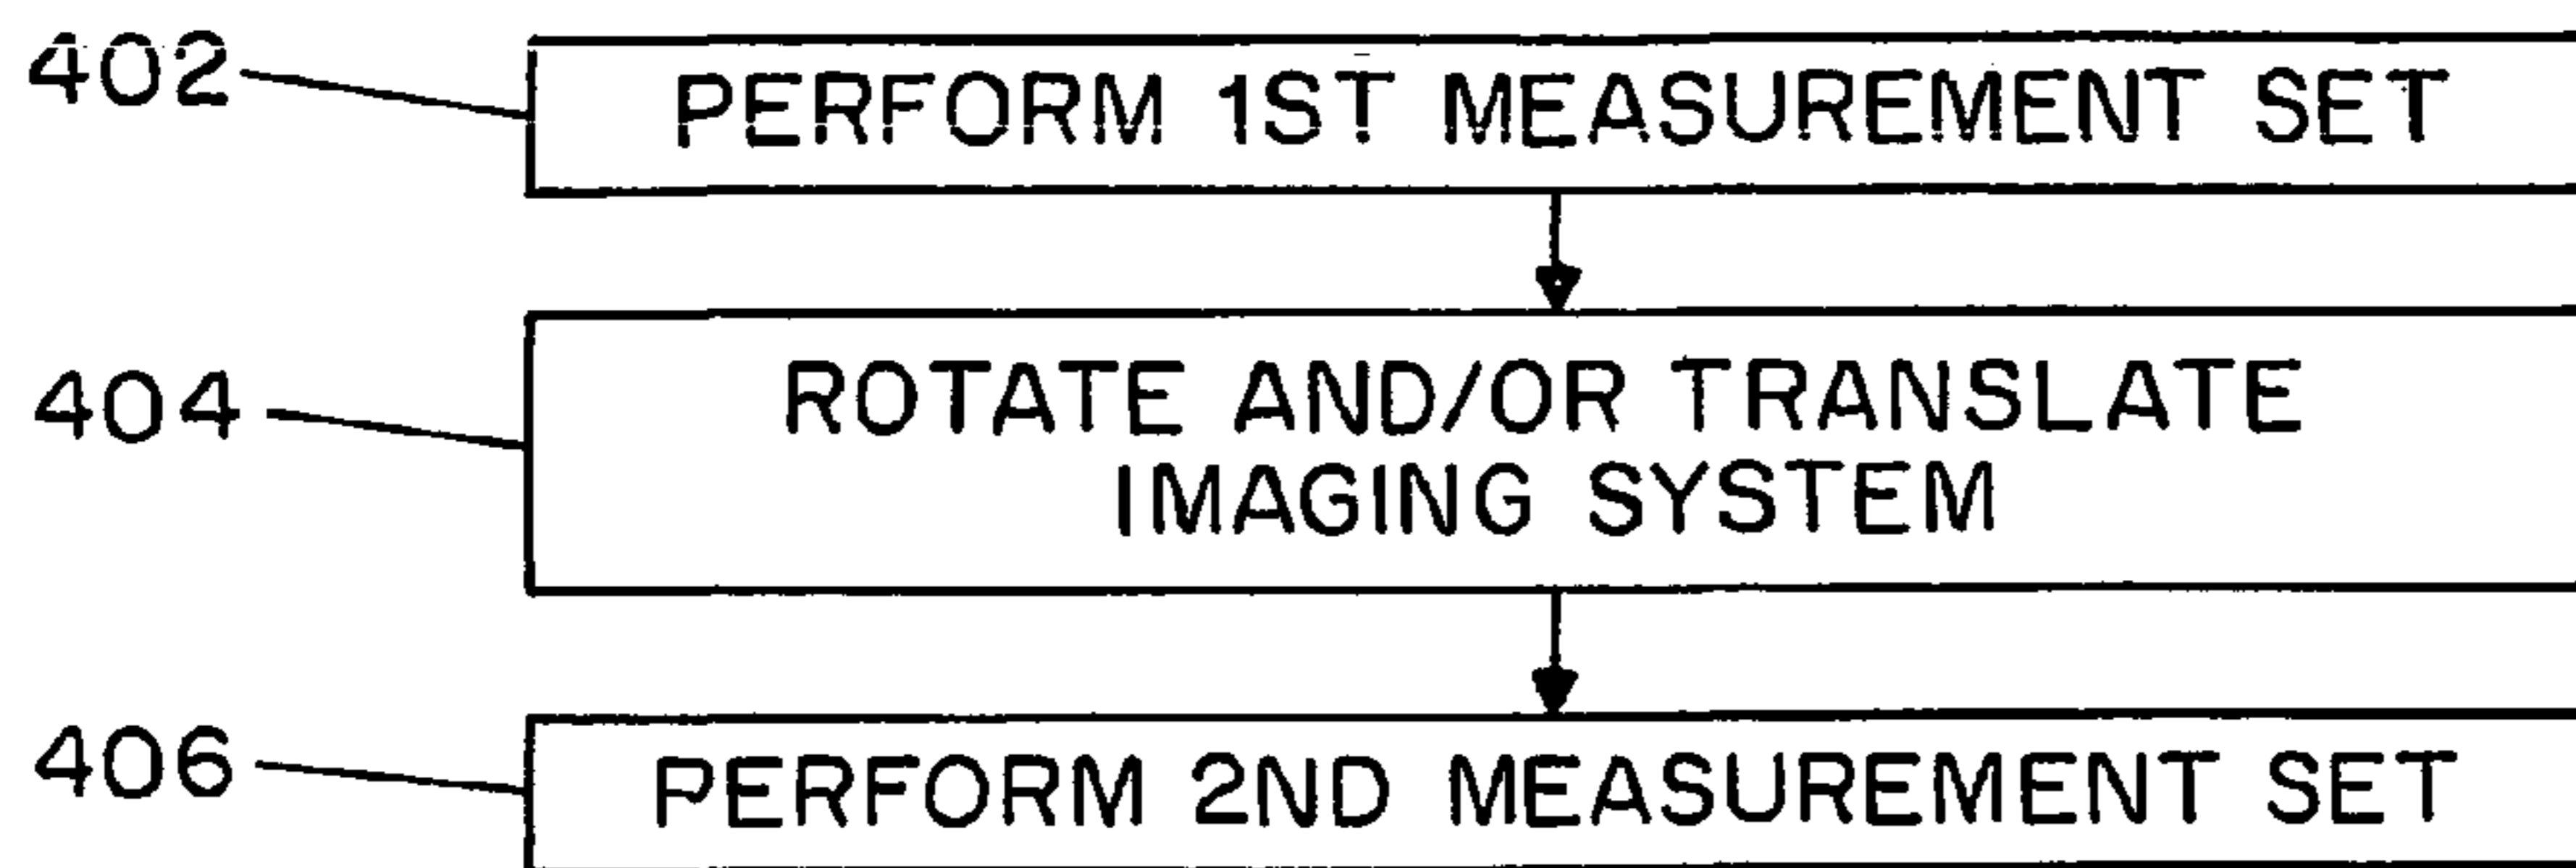 402
PERFORM 1ST MEASUREMENT SET
404
ROTATE AND/OR TRANSLATE
IMAGING SYSTEM
406
PERFORM 2ND MEASUREMENT SET